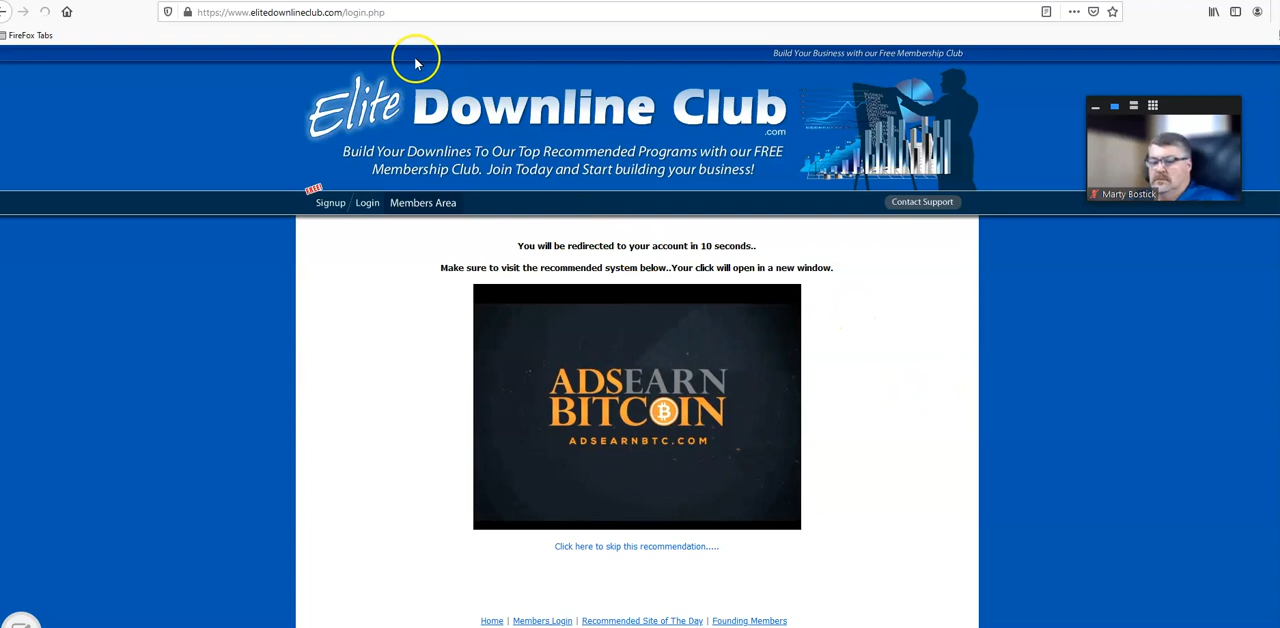 https://www.elitedownlineclub.com/login.php
FireFox Tabs
Build Your Business with our Free Membership Club
Elite Downline Club
.com
Build Your Downlines To Our Top Recommended Programs with our FREE
Membership Club. Join Today and Start building your business!
FREE!
Signup / Login Members Area
Contact Support
Marty Bostick
You will be redirected to your account in 10 seconds..
Make sure to visit the recommended system below..Your click will open in a new window.
ADSEARN
BITCOIN
ADSEARNBTC.COM
Click here to skip this recommendation.....
Home | Members Login | Recommended Site of The Day | Founding Members